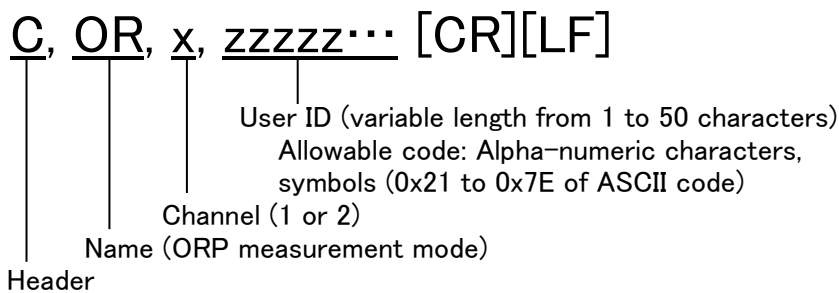 C, OR, x, zzzzz··· [CR][LF]
User ID (variable length from 1 to 50 characters)
Allowable code: Alpha-numeric characters,
symbols (0x21 to 0x7E of ASCII code)
Channel (1 or 2)
Name (ORP measurement mode)
Header